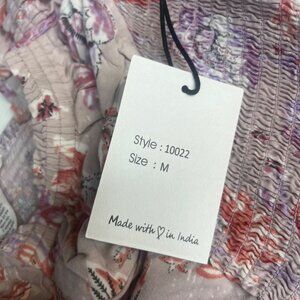 Style : 10022
Size : M
Made with ♡ in India